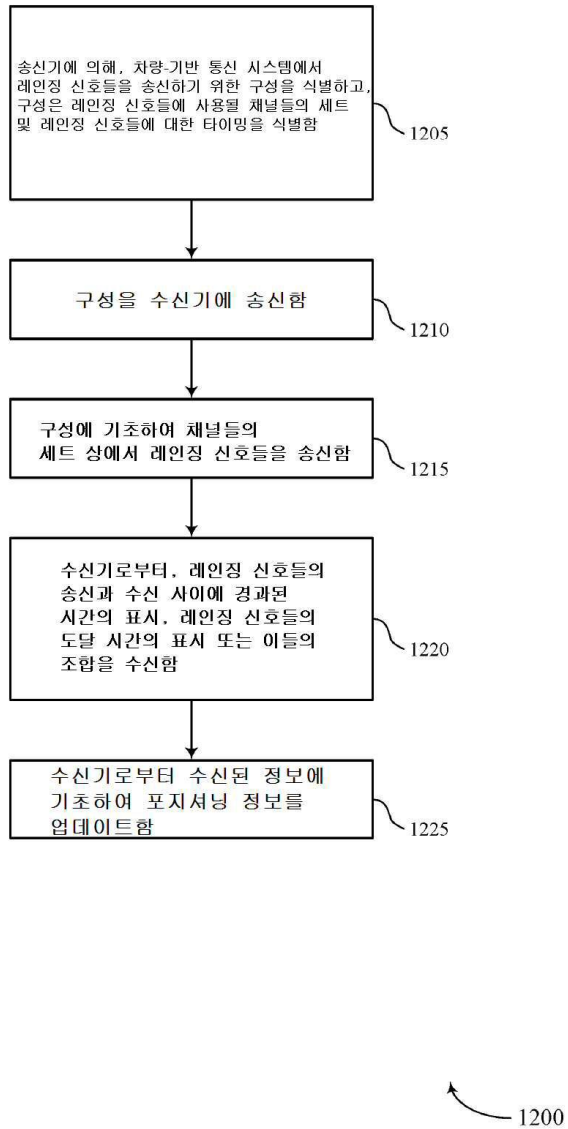 송신기에 의해, 차량-기반 통신 시스템에서
레인징 신호들을 송신하기 위한 구성을 식별하고,
구성은 레인징 신호들에 사용될 채널들의 세트
및 레인징 신호들에 대한 타이밍을 식별함
1205
구성을 수신기에 송신함
1210
구성에 기초하여 채널들의
세트 상에서 레인징 신호들을 송신함
1215
수신기로부터, 레인징 신호들의
송신과 수신 사이에 경과된
시간의 표시, 레인징 신호들의
도달 시간의 표시 또는 이들의
조합을 수신함
1220
수신기로부터 수신된 정보에
기초하여 포지셔닝 정보를
업데이트함
1225
1200